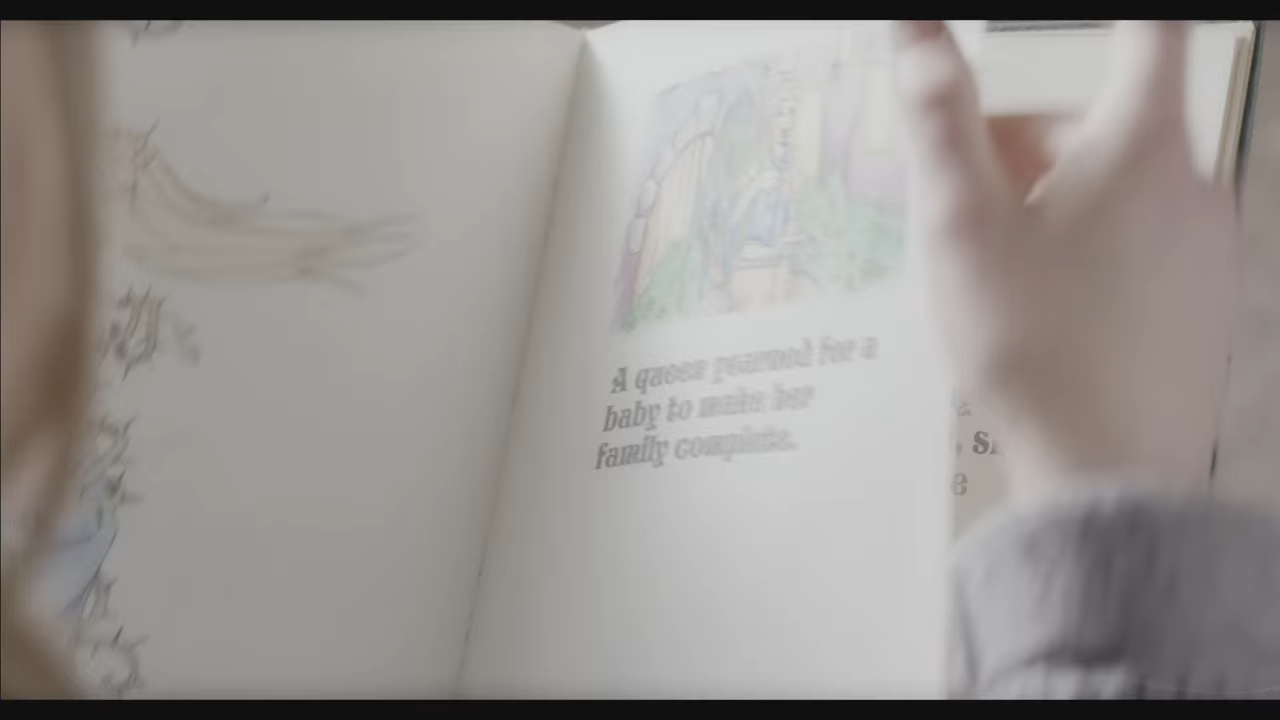 A queen yearned for a
baby to make her
family complete.
, s
e